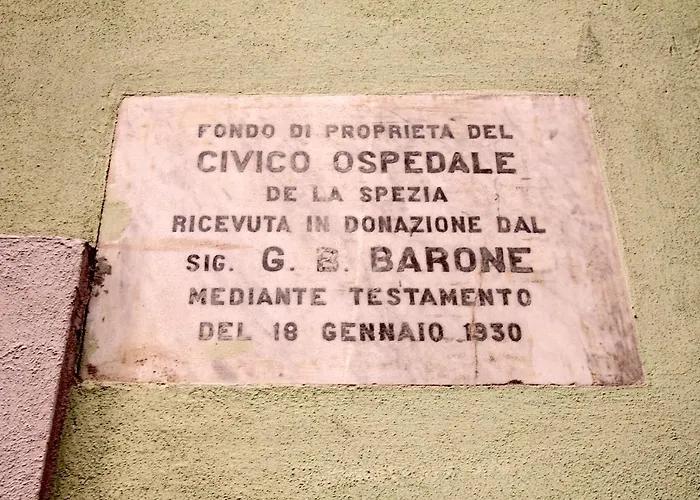 FONDO DI PROPRIETA DEL
CIVICO OSPEDALE
DE LA SPEZIA
RICEVUTA IN DONAZIONE DAL
SIG. G. B. BARONE
MEDIANTE TESTAMENTO
DEL 18 GENNAIO 1930